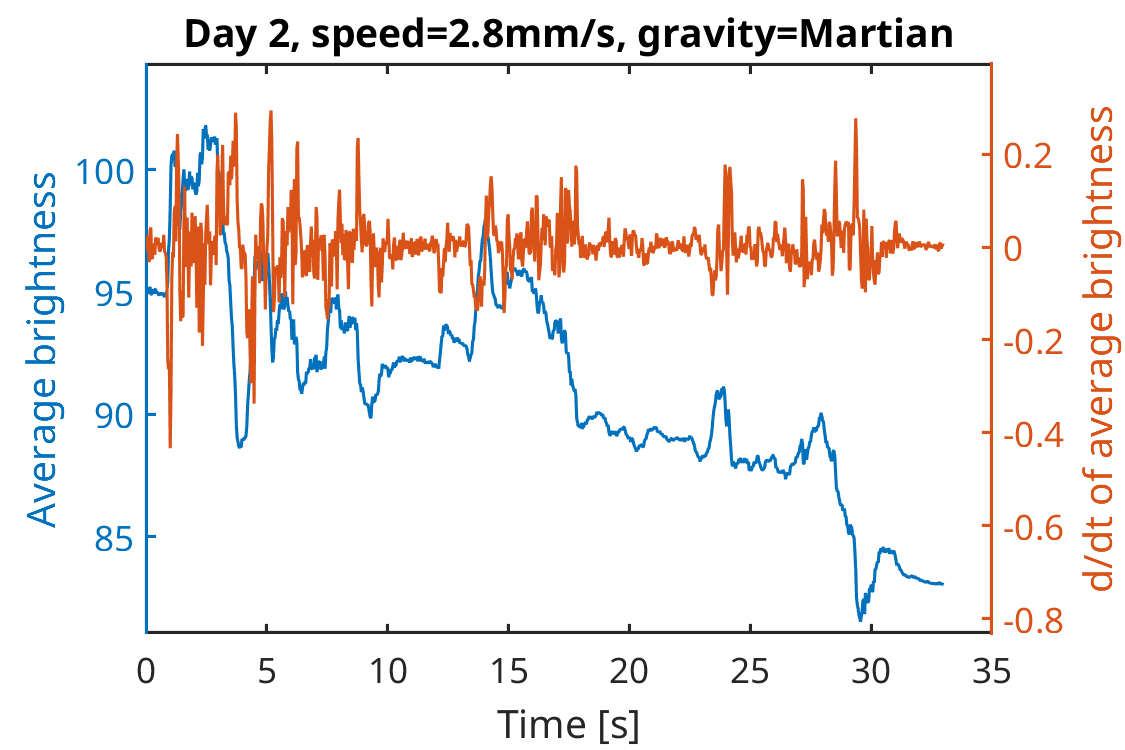 Day 2, speed=2.8mm/s, gravity=Martian
Average brightness
100
95
90
85
0.2
0
-0.2
-0.4
-0.6
-0.8
d/dt of average brightness
0 5 10 15 20 25 30 35
Time [s]